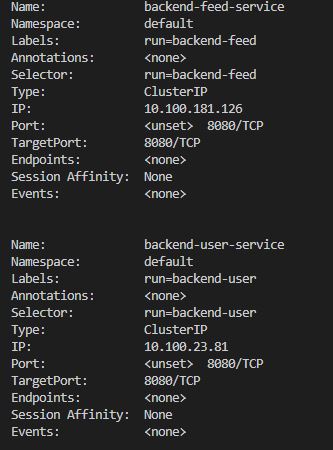 Name: backend-feed-service
Namespace: default
Labels: run=backend-feed
Annotations: <none>
Selector: run=backend-feed
Type: ClusterIP
IP: 10.100.181.126
Port: <unset> 8080/TCP
TargetPort: 8080/TCP
Endpoints: <none>
Session Affinity: None
Events: <none>
Name: backend-user-service
Namespace: default
Labels: run=backend-user
Annotations: <none>
Selector: run=backend-user
Type: ClusterIP
IP: 10.100.23.81
Port: <unset> 8080/TCP
TargetPort: 8080/TCP
Endpoints: <none>
Session Affinity: None
Events: <none>